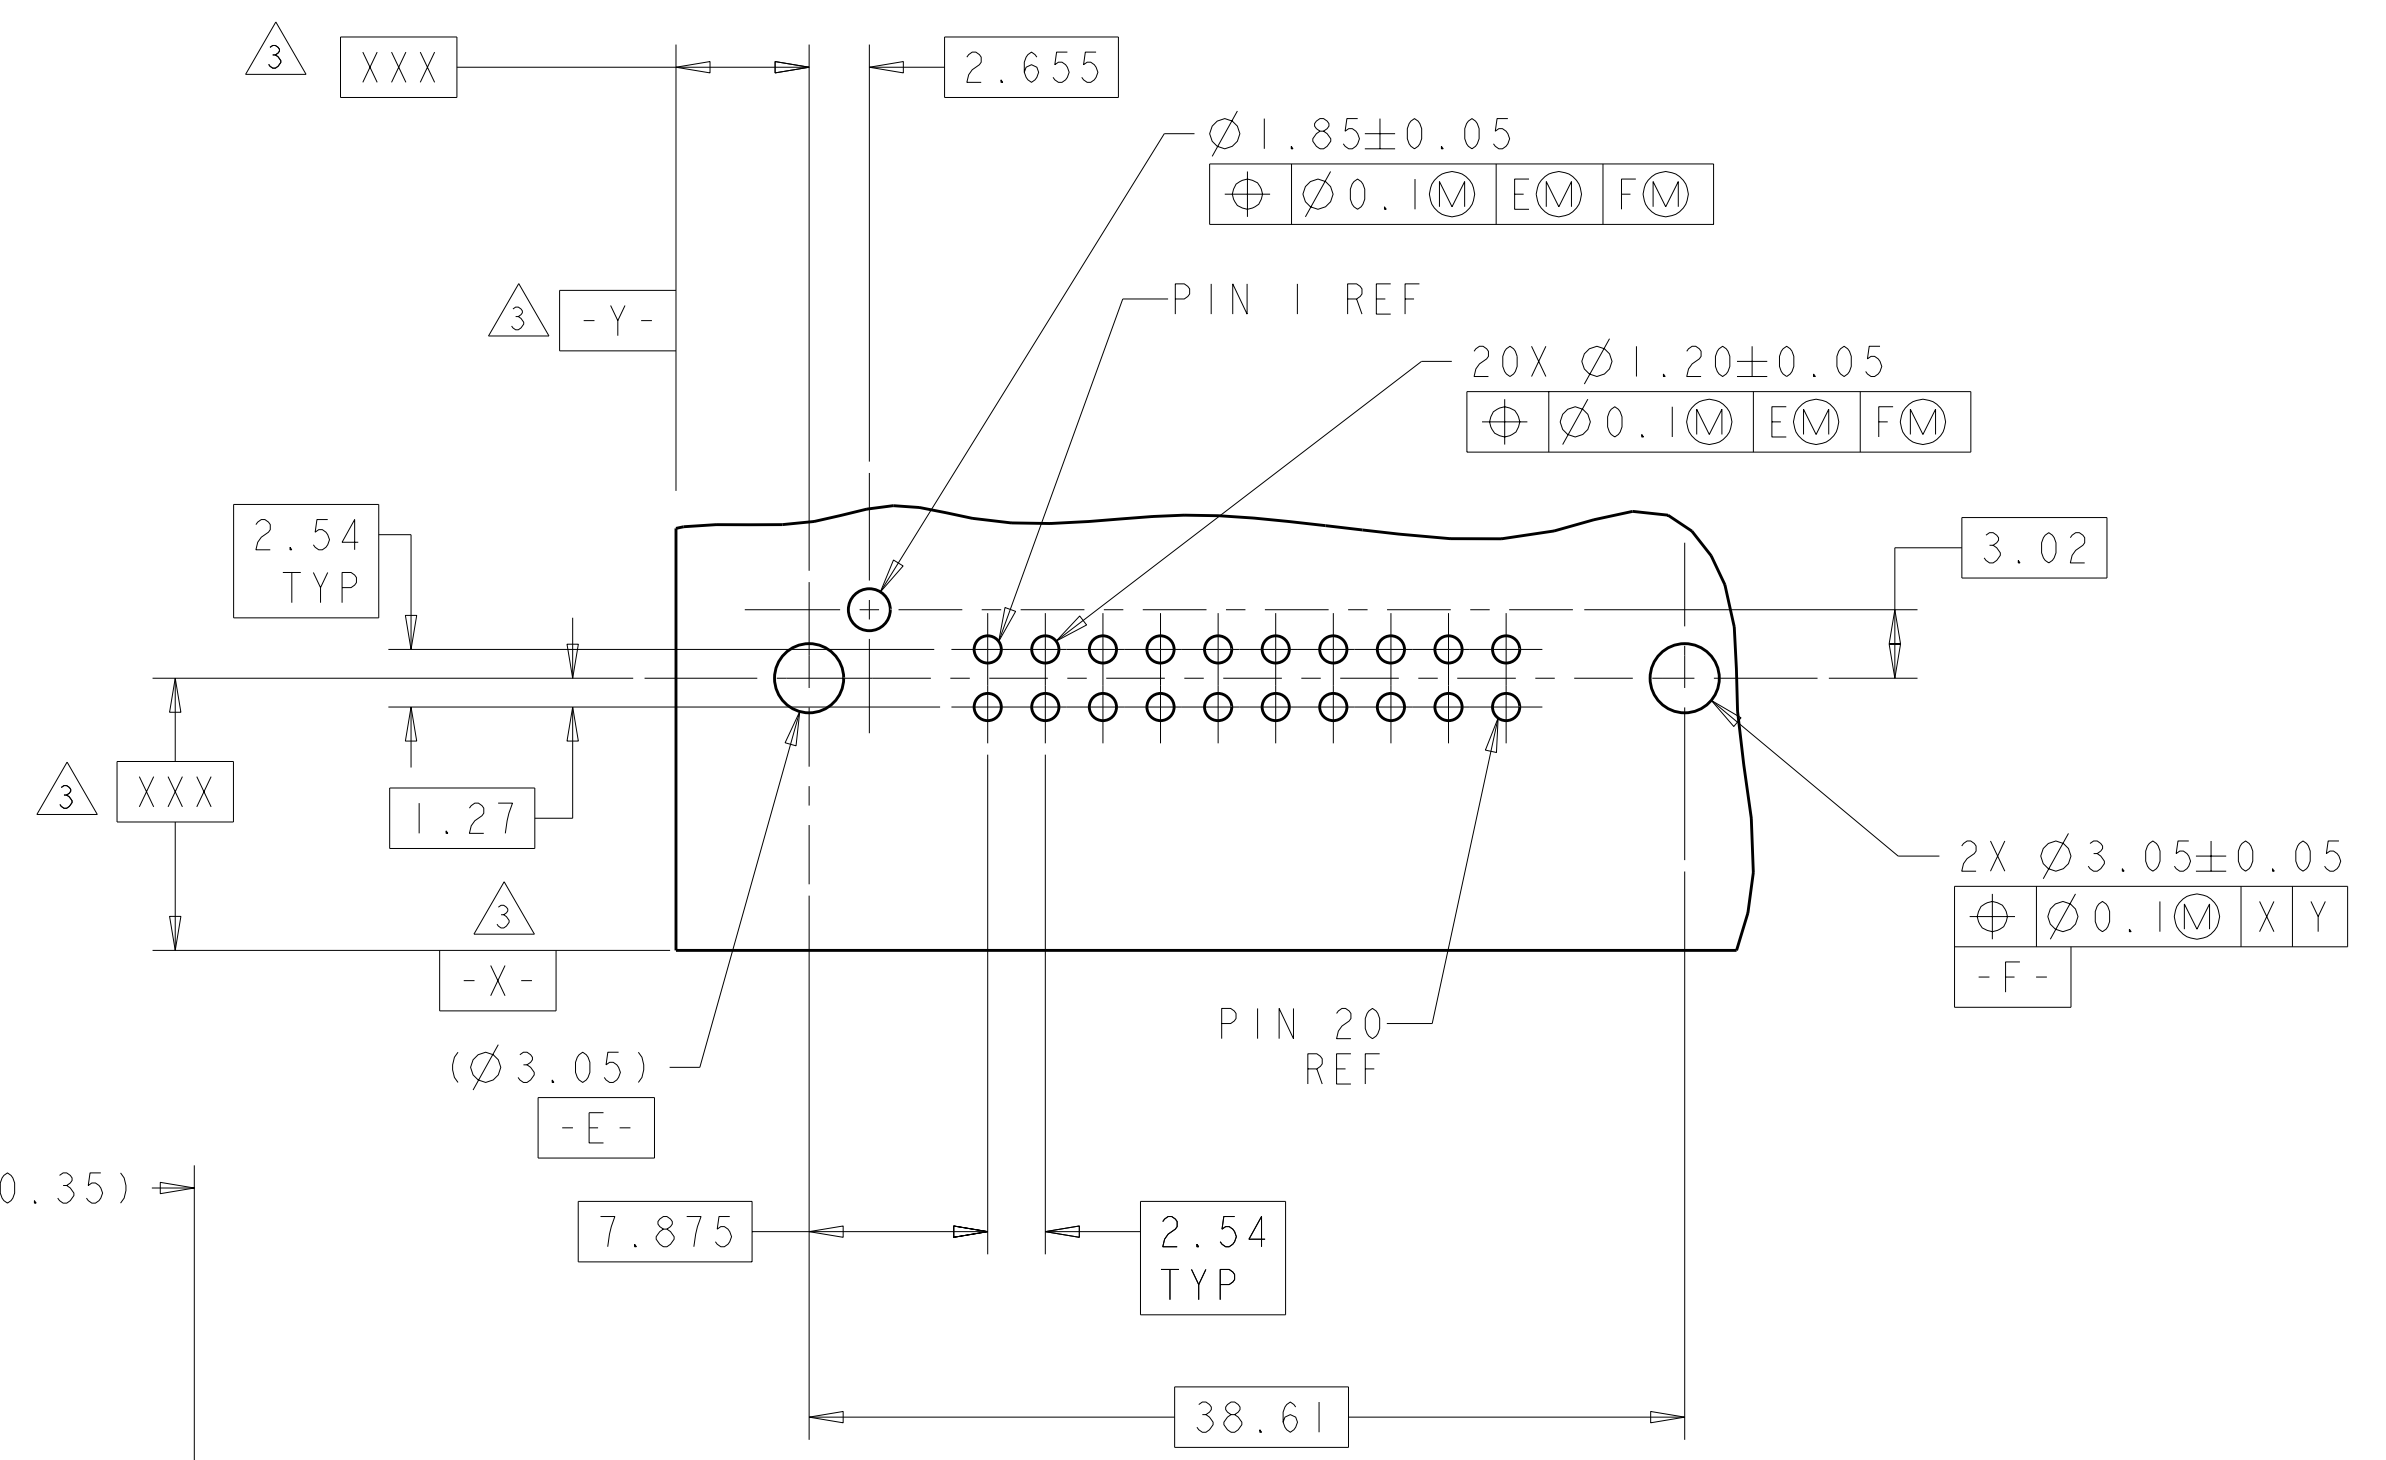 3 XXX 2.655
Ø1.85±0.05
⌖ Ø0.1Ⓜ EⓂ FⓂ
3 -Y-
PIN 1 REF
20X Ø1.20±0.05
⌖ Ø0.1Ⓜ EⓂ FⓂ
2.54
TYP
3.02
3 XXX
1.27
2X Ø3.05±0.05
⌖ Ø0.1Ⓜ X Y
-F-
3
-X-
PIN 20
REF
(Ø3.05)
-E-
0.35)
7.875
2.54
TYP
38.61